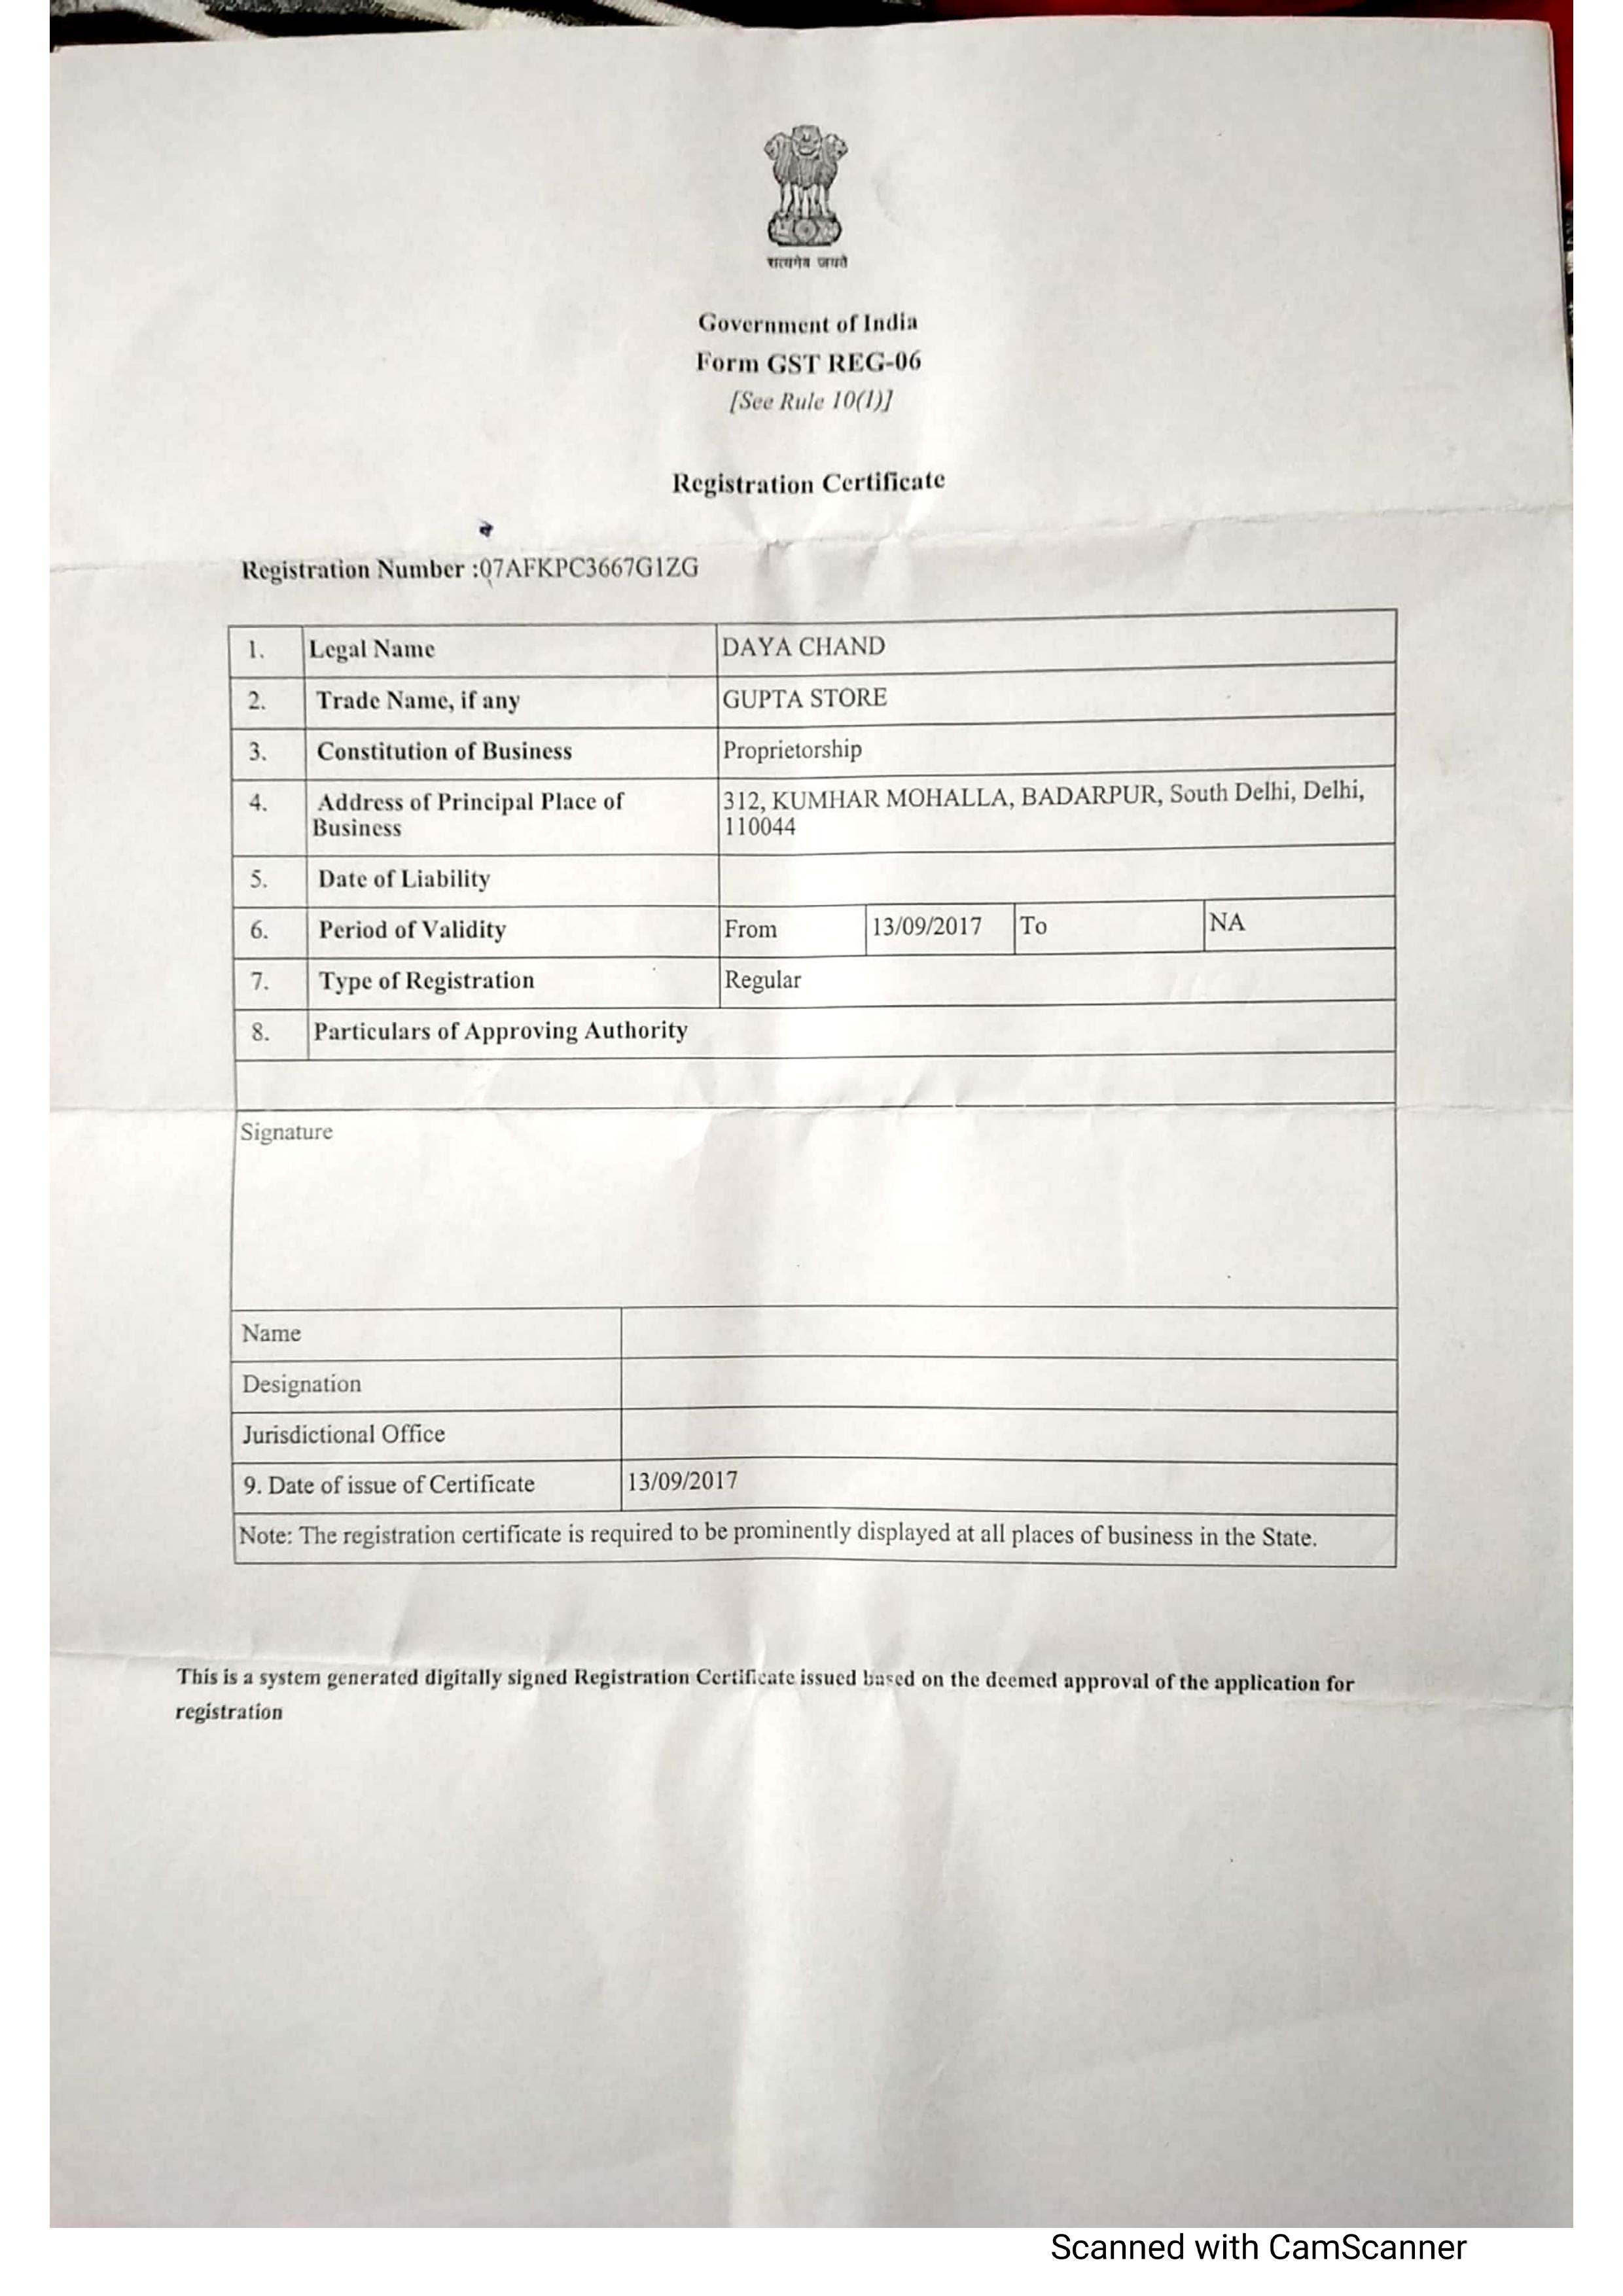 सत्यमेव जयते
Government of India
Form GST REG-06
[See Rule 10(1)]
Registration Certificate
Registration Number :07AFKPC3667G1ZG
1. Legal Name DAYA CHAND
2. Trade Name, if any GUPTA STORE
3. Constitution of Business Proprietorship
4. Address of Principal Place of Business 312, KUMHAR MOHALLA, BADARPUR, South Delhi, Delhi, 110044
5. Date of Liability
6. Period of Validity From 13/09/2017 To NA
7. Type of Registration Regular
8. Particulars of Approving Authority
Signature
Name
Designation
Jurisdictional Office
9. Date of issue of Certificate 13/09/2017
Note: The registration certificate is required to be prominently displayed at all places of business in the State.
This is a system generated digitally signed Registration Certificate issued based on the deemed approval of the application for
registration
Scanned with CamScanner